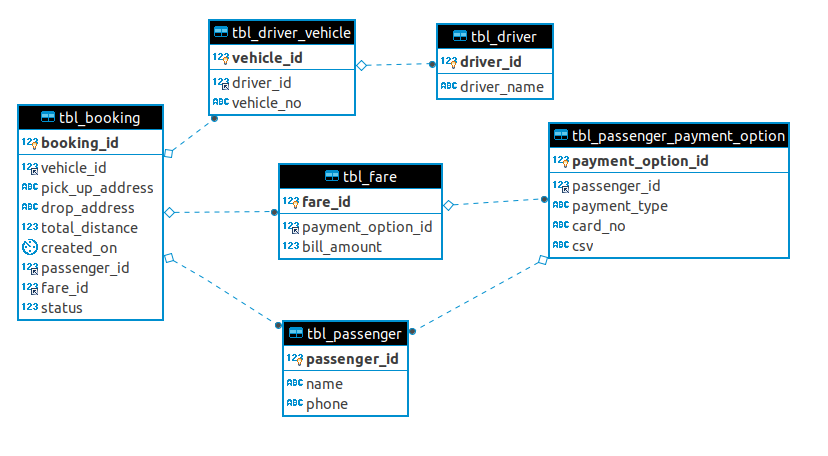 tbl_driver_vehicle
vehicle_id
123 driver_id
ABC vehicle_no
tbl_driver
123 driver_id
ABC driver_name
tbl_booking
123 booking_id
123 vehicle_id
ABC pick_up_address
ABC drop_address
123 total_distance
created_on
123 passenger_id
123 fare_id
123 status
tbl_fare
123 fare_id
123 payment_option_id
123 bill_amount
tbl_passenger_payment_option
123 payment_option_id
123 passenger_id
ABC payment_type
ABC card_no
ABC csv
tbl_passenger
123 passenger_id
ABC name
ABC phone